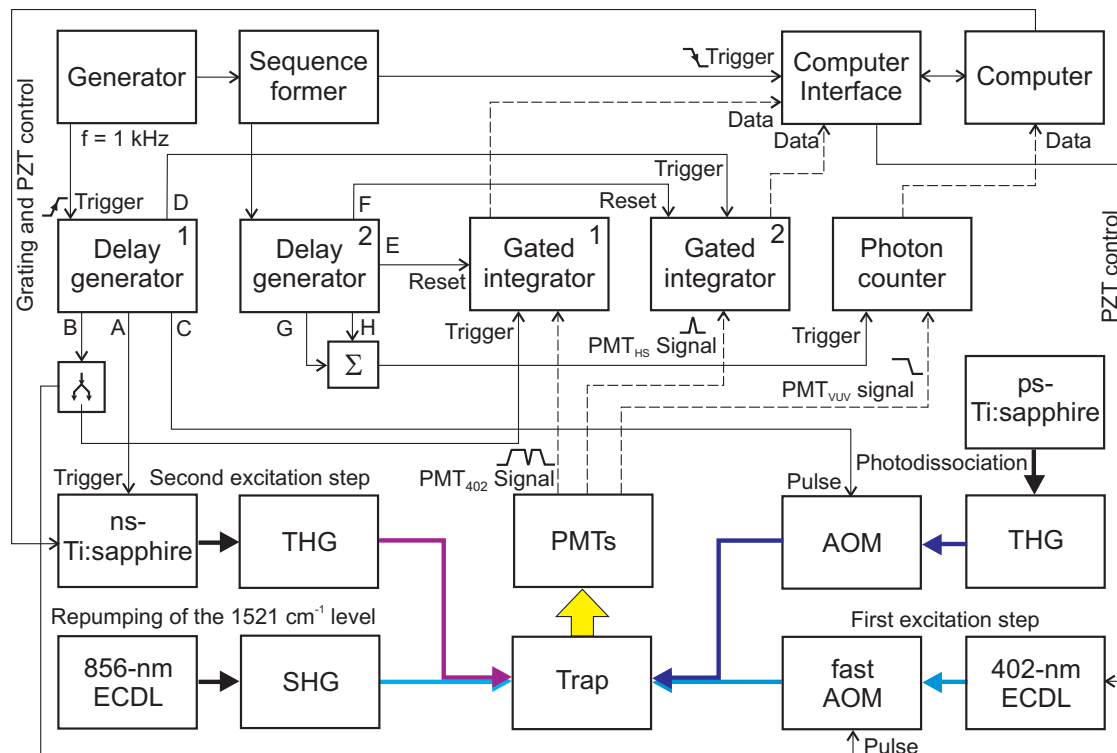 Grating and PZT control
Generator
Sequence
former
Trigger
Computer
Interface
Computer
f = 1 kHz
Data
Data
Data
Trigger
D
F
Trigger
Reset
1
Delay
generator
2
Delay
generator
E
Reset
1
Gated
integrator
2
Gated
integrator
Photon
counter
PZT control
B
A
C
G
H
Σ
Trigger
PMT_HS Signal
Trigger
PMT_VUV signal
ps-
Ti:sapphire
PMT_402 Signal
Photodissociation
Trigger
Second excitation step
Pulse
ns-
Ti:sapphire
THG
PMTs
AOM
THG
Repumping of the 1521 cm⁻¹ level
First excitation step
856-nm
ECDL
SHG
Trap
fast
AOM
402-nm
ECDL
Pulse